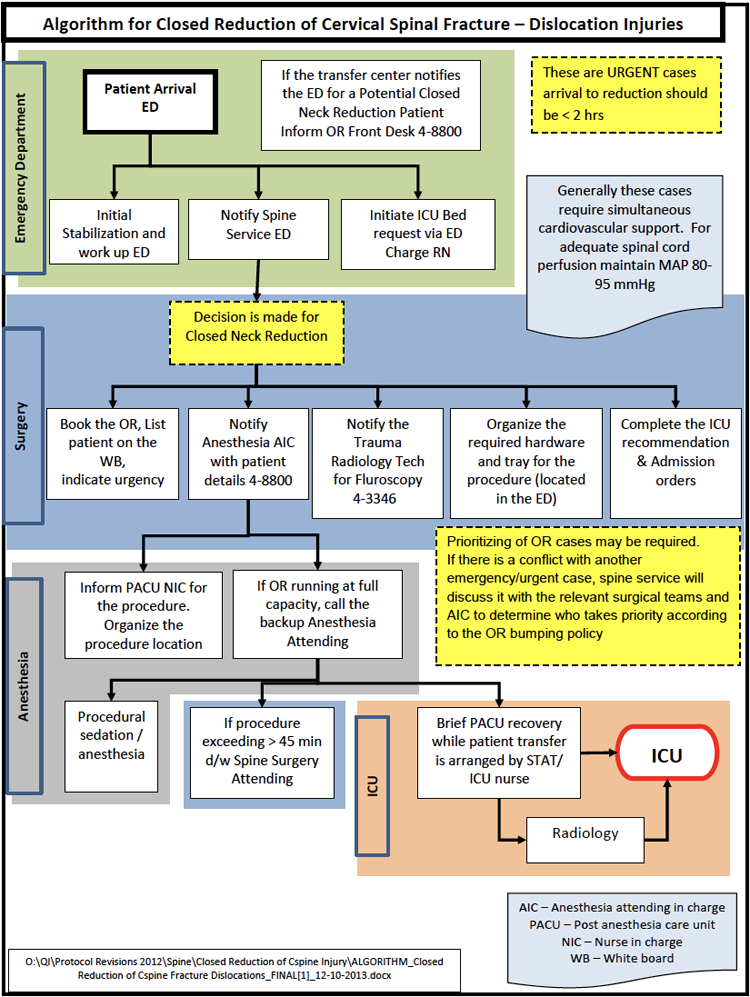 Algorithm for Closed Reduction of Cervical Spinal Fracture – Dislocation Injuries
Emergency Department
Patient Arrival
ED
If the transfer center notifies
the ED for a Potential Closed
Neck Reduction Patient
Inform OR Front Desk 4-8800
These are URGENT cases
arrival to reduction should
be < 2 hrs
Initial
Stabilization and
work up ED
Notify Spine
Service ED
Initiate ICU Bed
request via ED
Charge RN
Generally these cases
require simultaneous
cardiovascular support. For
adequate spinal cord
perfusion maintain MAP 80-
95 mmHg
Surgery
Decision is made for
Closed Neck Reduction
Book the OR, List
patient on the
WB,
indicate urgency
Notify
Anesthesia AIC
with patient
details 4-8800
Notify the
Trauma
Radiology Tech
for Fluroscopy
4-3346
Organize the
required hardware
and tray for the
procedure (located
in the ED)
Complete the ICU
recommendation
& Admission
orders
Prioritizing of OR cases may be required.
If there is a conflict with another
emergency/urgent case, spine service will
discuss it with the relevant surgical teams and
AIC to determine who takes priority according
to the OR bumping policy
Anesthesia
Inform PACU NIC for
the procedure.
Organize the
procedure location
If OR running at full
capacity, call the
backup Anesthesia
Attending
Procedural
sedation /
anesthesia
If procedure
exceeding > 45 min
d/w Spine Surgery
Attending
ICU
Brief PACU recovery
while patient transfer
is arranged by STAT/
ICU nurse
ICU
Radiology
AIC – Anesthesia attending in charge
PACU – Post anesthesia care unit
NIC – Nurse in charge
WB – White board
O:\QI\Protocol Revisions 2012\Spine\Closed Reduction of Cspine Injury\ALGORITHM_Closed
Reduction of Cspine Fracture Dislocations_FINAL[1]_12-10-2013.docx